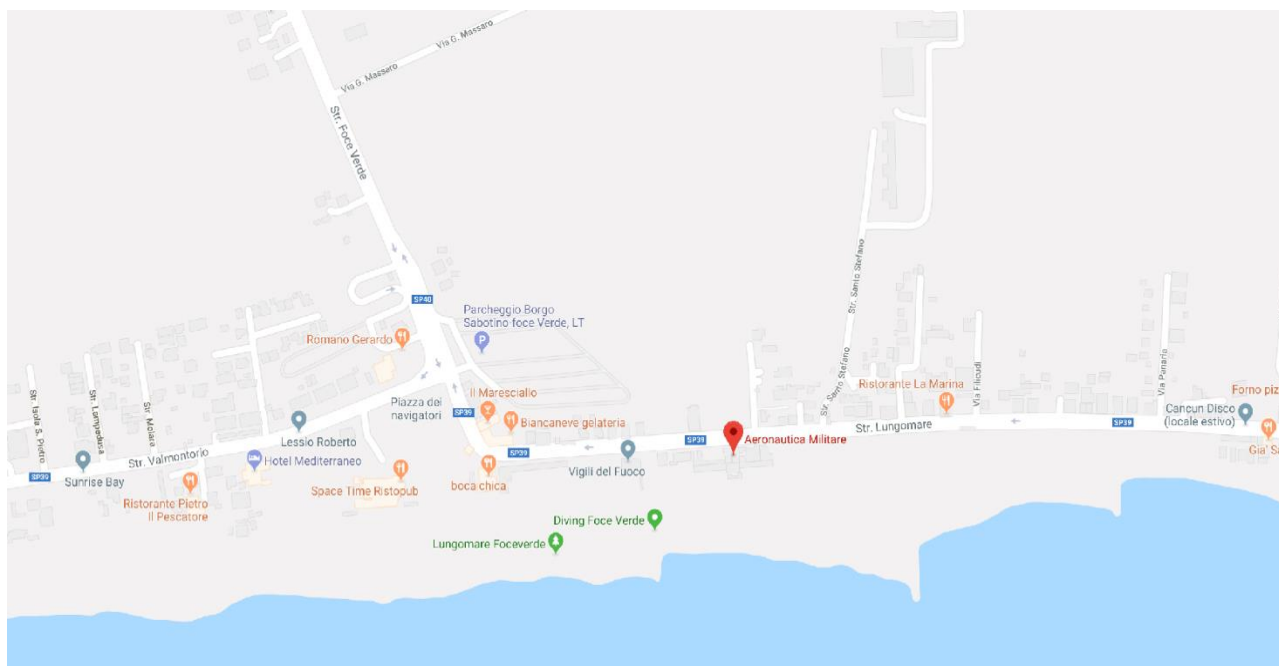 Via G. Massaro
Via G. Massaro
Str. Foce Verde
SP40
Parcheggio Borgo
Sabotino foce Verde, LT
P
Romano Gerardo
Str. Santo Stefano
Str. Santo Stefano
Ristorante La Marina
Via Filicudi
Via Panaria
Forno piz
Cancun Disco
(locale estivo)
Gia' Sa
SP39
Str. Lungomare
Aeronautica Militare
SP39
Il Maresciallo
Biancaneve gelateria
Piazza dei
navigatori
SP39
SP39
Vigili del Fuoco
boca chica
Space Time Ristopub
Lessio Roberto
Hotel Mediterraneo
Str. Isola S. Pietro
Str. Lampedusa
Str. Molare
Str. Valmontorio
SP39
Sunrise Bay
Ristorante Pietro
Il Pescatore
Diving Foce Verde
Lungomare Foceverde